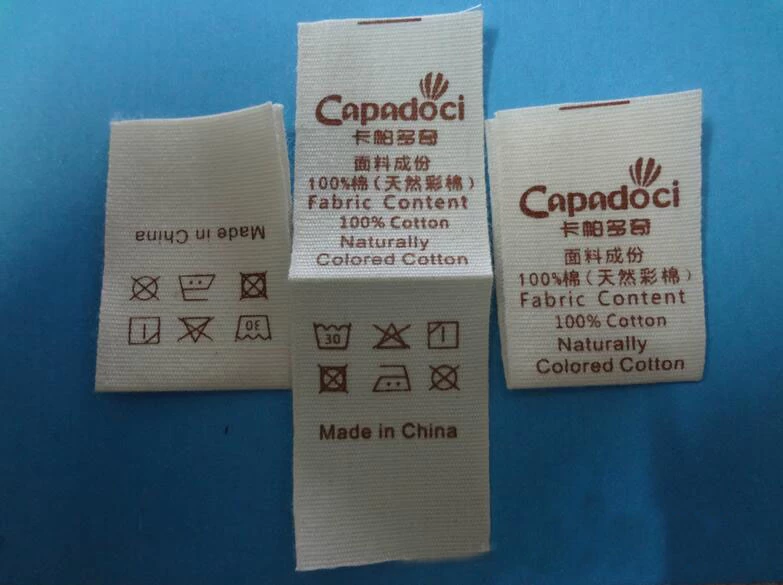 Made in China
30
Capadoci
卡帕多奇
面料成份
100%棉(天然彩棉)
Fabric Content
100% Cotton
Naturally
Colored Cotton
30
Made in China
Capadoci
卡帕多奇
面料成份
100%棉(天然彩棉)
Fabric Content
100% Cotton
Naturally
Colored Cotton